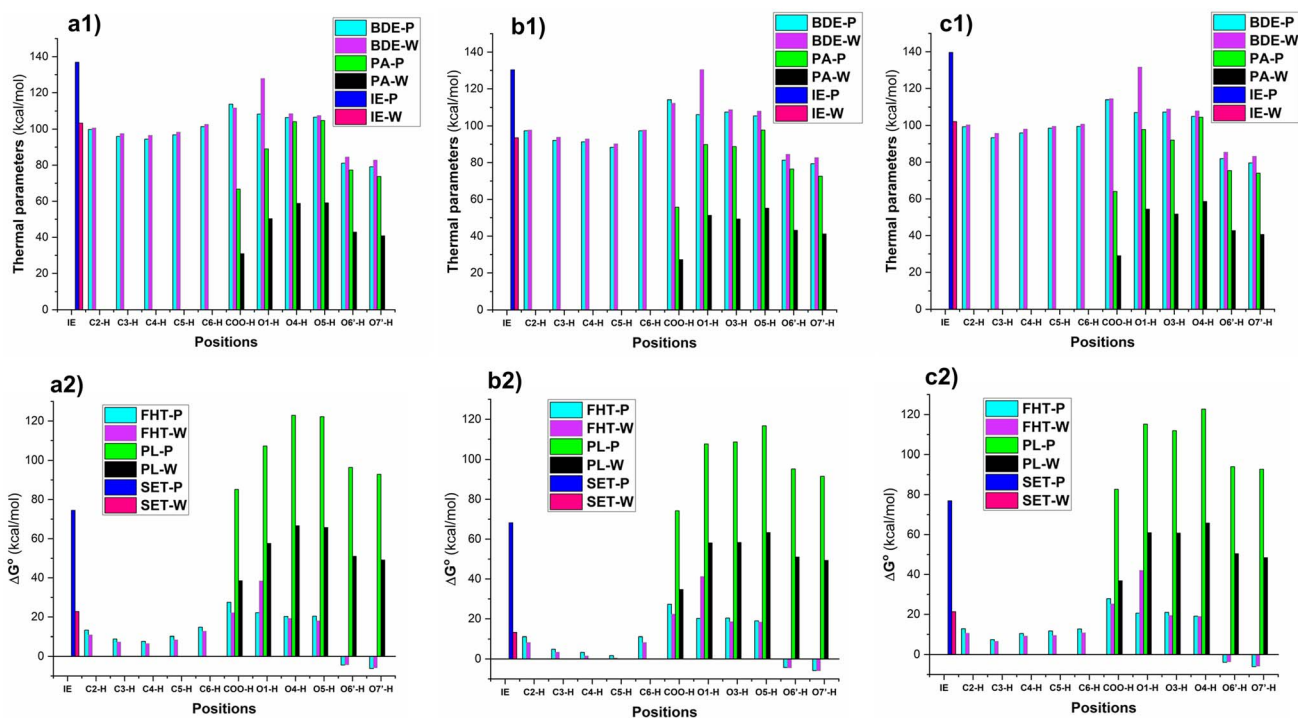 a1)
BDE-P
BDE-W
PA-P
PA-W
IE-P
IE-W
Thermal parameters (kcal/mol)
140
120
100
80
60
40
20
0
IE C2-H C3-H C4-H C5-H C6-H COO-H O1-H O4-H O5-H O6'-H O7'-H
Positions
b1)
BDE-P
BDE-W
PA-P
PA-W
IE-P
IE-W
Thermal parameters (kcal/mol)
140
120
100
80
60
40
20
0
IE C2-H C3-H C4-H C5-H C6-H COO-H O1-H O3-H O5-H O6'-H O7'-H
Positions
c1)
BDE-P
BDE-W
PA-P
PA-W
IE-P
IE-W
Thermal parameters (kcal/mol)
140
120
100
80
60
40
20
0
IE C2-H C3-H C4-H C5-H C6-H COO-H O1-H O3-H O4-H O6'-H O7'-H
Positions
a2)
FHT-P
FHT-W
PL-P
PL-W
SET-P
SET-W
ΔGº (kcal/mol)
120
100
80
60
40
20
0
IE C2-H C3-H C4-H C5-H C6-H COO-H O1-H O4-H O5-H O6'-H O7'-H
Positions
b2)
FHT-P
FHT-W
PL-P
PL-W
SET-P
SET-W
ΔGº (kcal/mol)
120
100
80
60
40
20
0
IE C2-H C3-H C4-H C5-H C6-H COO-H O1-H O3-H O5-H O6'-H O7'-H
Positions
c2)
FHT-P
FHT-W
PL-P
PL-W
SET-P
SET-W
ΔGº (kcal/mol)
120
100
80
60
40
20
0
IE C2-H C3-H C4-H C5-H C6-H COO-H O1-H O3-H O4-H O6'-H O7'-H
Positions